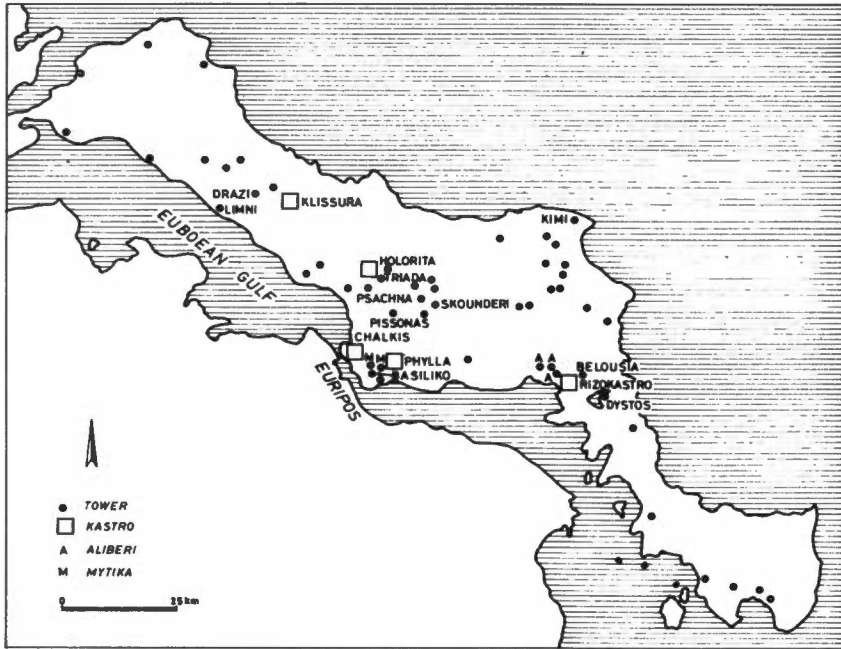 DRAZI
LIMNI
KLISSURA
KIMI
EUBOEAN GULF
HOLORITA
TRIADA
PSACHNA
SKOUNDERI
PISSONAS
CHALKIS
M M
PHYLLA
BASILIKO
EURIPOS
A A
A
BELOUSIA
RIZOKASTRO
DYSTOS
TOWER
KASTRO
A ALIBERI
M MYTIKA
0 25km